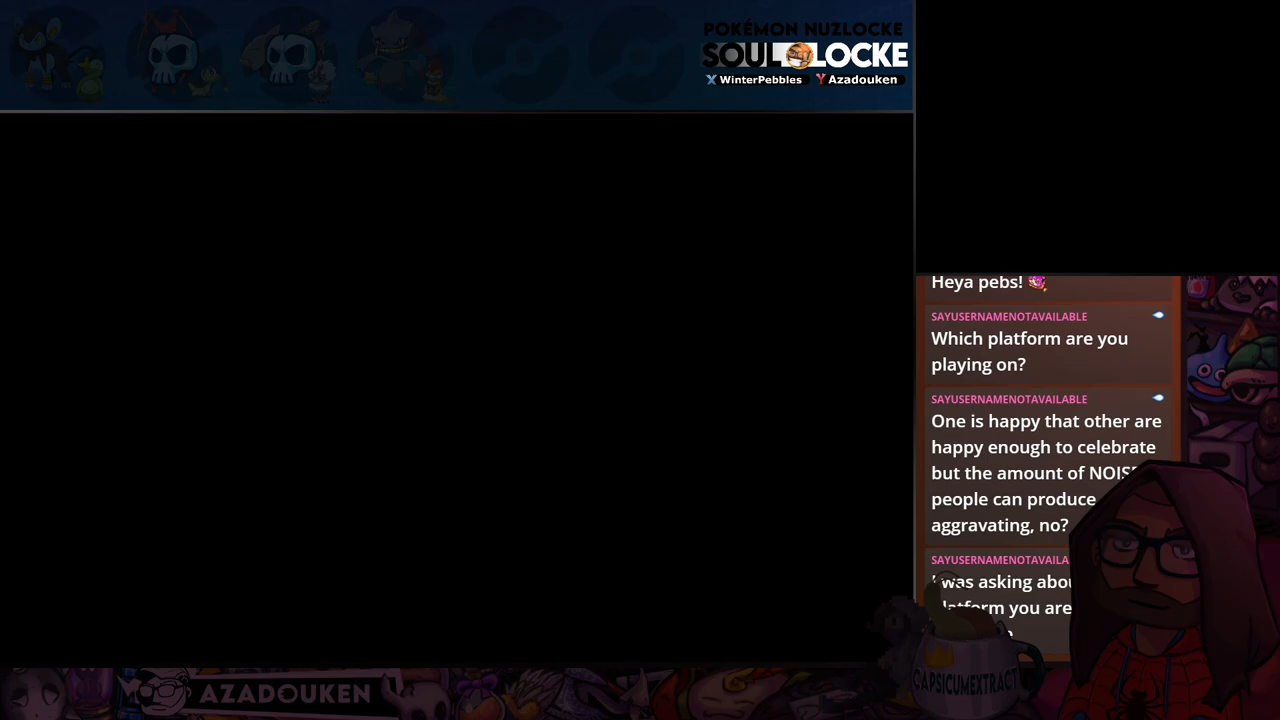 POKÉMON NUZLOCKE
SOUL LOCKE
WinterPebbles Azadouken
Heya pebs!
SAYUSERNAMENOTAVAILABLE
Which platform are you
playing on?
SAYUSERNAMENOTAVAILABLE
One is happy that other are
happy enough to celebrate
but the amount of
people can produce
aggravating, no?
was asking
you are
CAPSICUMEXTRACT
AZADOUKEN